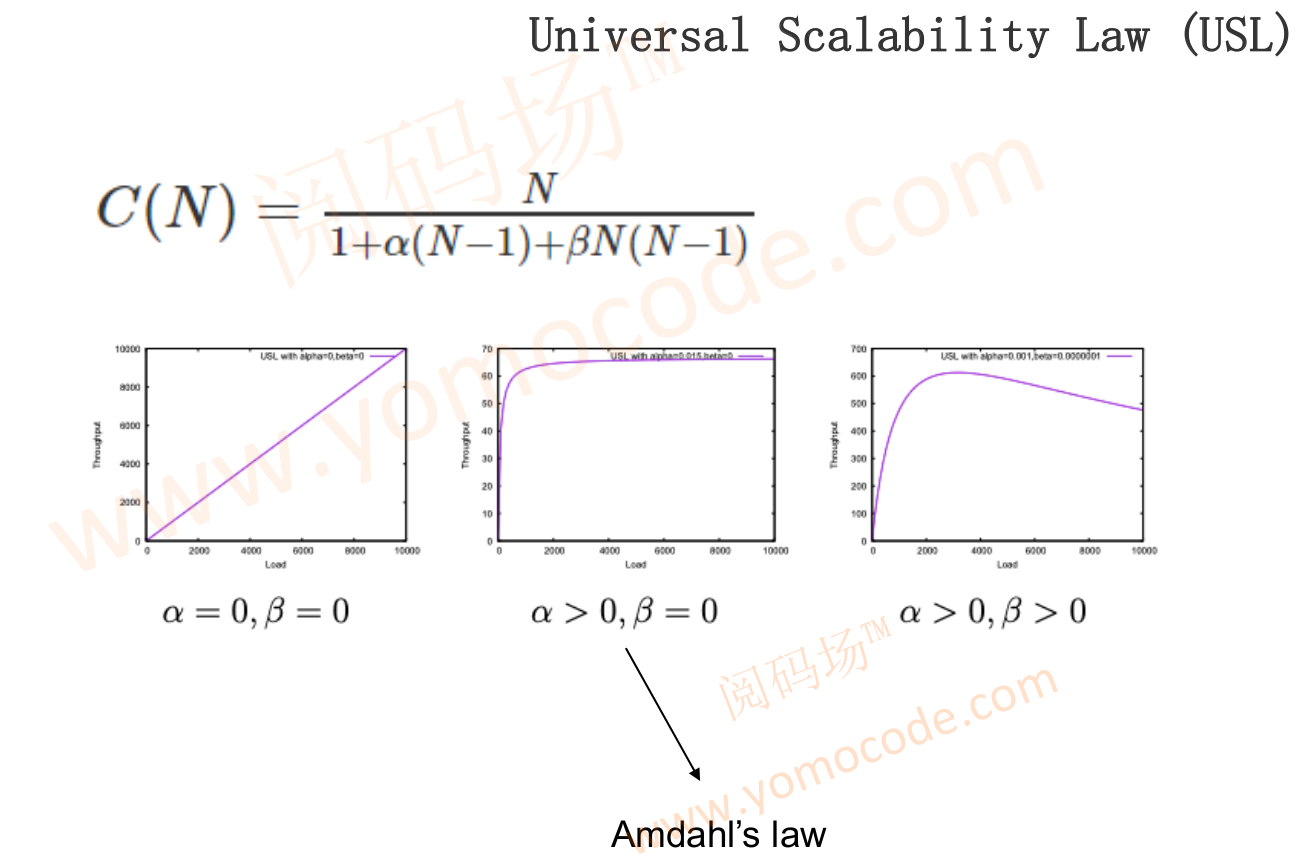 Universal Scalability Law (USL)
阅码场™
www.yomocode.com
C(N) = N / 1+α(N−1)+βN(N−1)
USL with alpha=0,beta=0
10000
8000
6000
4000
2000
0
Throughput
0 2000 4000 6000 8000 10000
Load
USL with alpha=0.015,beta=0
70
60
50
40
30
20
10
0
Throughput
0 2000 4000 6000 8000 10000
Load
USL with alpha=0.001,beta=0.0000001
700
600
500
400
300
200
100
0
Throughput
0 2000 4000 6000 8000 10000
Load
α = 0, β = 0
α > 0, β = 0
α > 0, β > 0
阅码场™
www.yomocode.com
Amdahl’s law